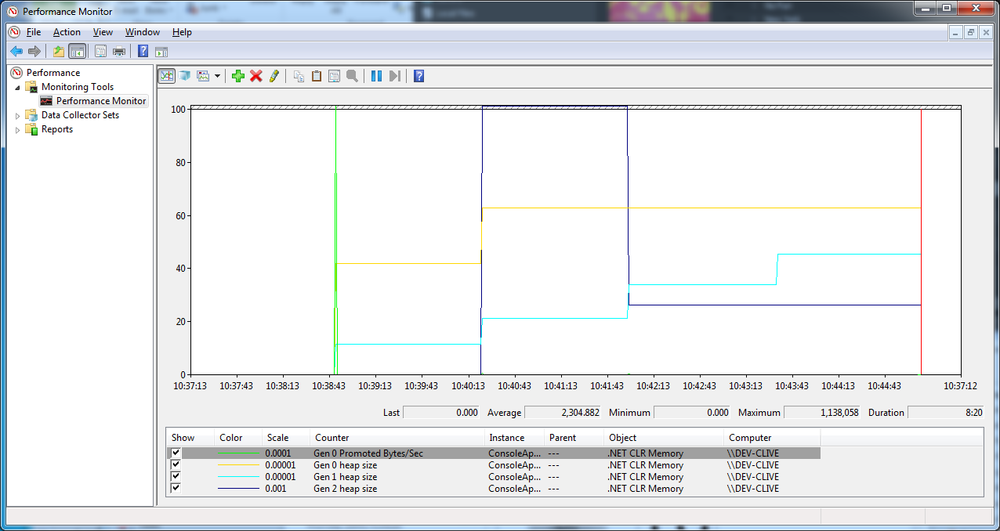 Performance Monitor
File Action View Window Help
Performance
Monitoring Tools
Performance Monitor
Data Collector Sets
Reports
100
80
60
40
20
0
10:37:13 10:37:43 10:38:13 10:38:43 10:39:13 10:39:43 10:40:13 10:40:43 10:41:13 10:41:43 10:42:13 10:42:43 10:43:13 10:43:43 10:44:13 10:44:43 10:37:12
Last 0.000 Average 2,304.882 Minimum 0.000 Maximum 1,138,058 Duration 8:20
Show Color Scale Counter Instance Parent Object Computer
0.0001 Gen 0 Promoted Bytes/Sec ConsoleAp... --- .NET CLR Memory \\DEV-CLIVE
0.00001 Gen 0 heap size ConsoleAp... --- .NET CLR Memory \\DEV-CLIVE
0.00001 Gen 1 heap size ConsoleAp... --- .NET CLR Memory \\DEV-CLIVE
0.001 Gen 2 heap size ConsoleAp... --- .NET CLR Memory \\DEV-CLIVE